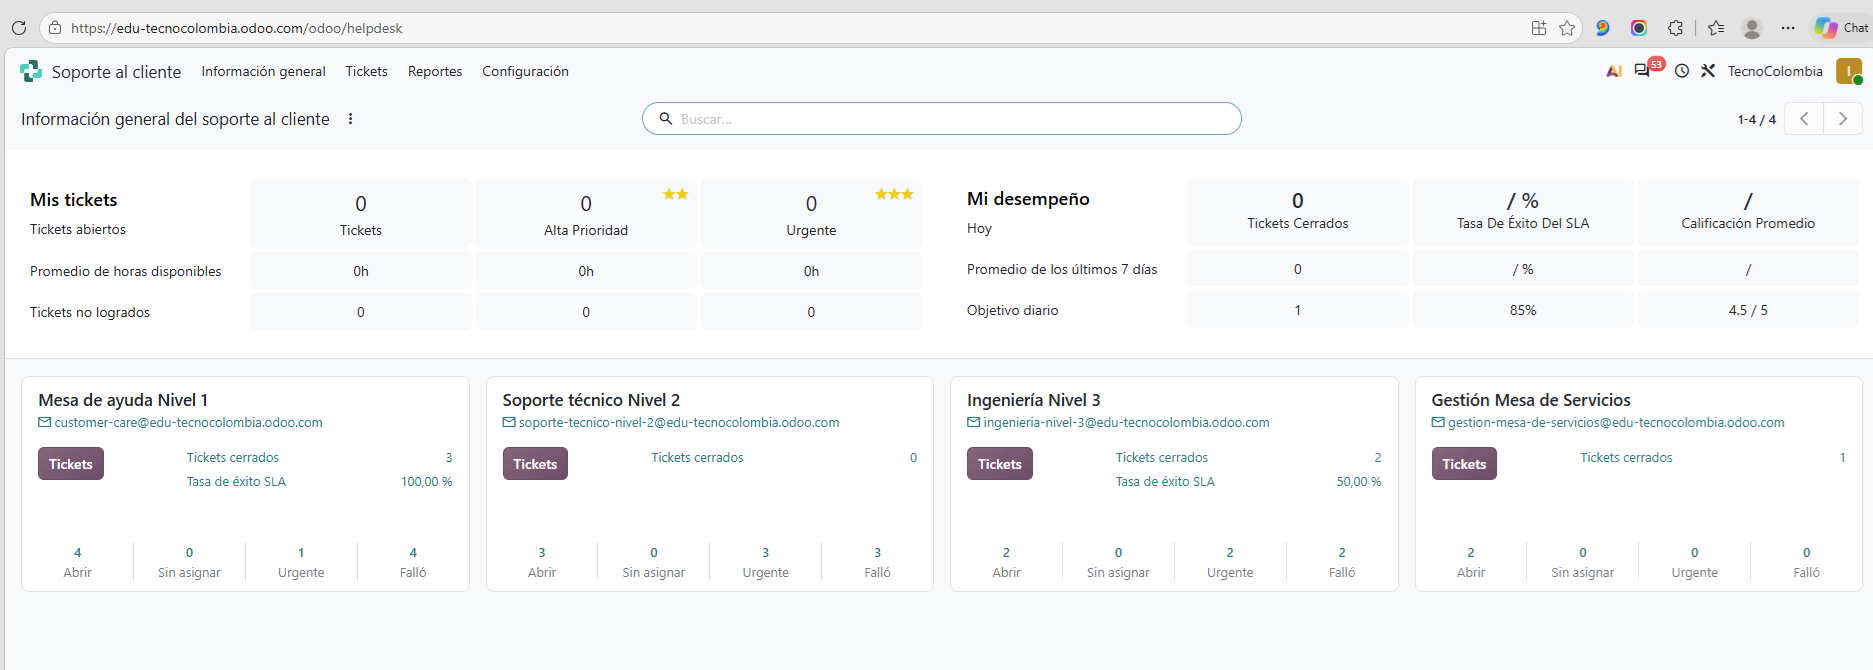 https://edu-tecnocolombia.odoo.com/odoo/helpdesk
Chat
Soporte al cliente Información general Tickets Reportes Configuración
AI 53 TecnoColombia I
Información general del soporte al cliente
Buscar...
1-4 / 4
Mis tickets
Tickets abiertos
0 Tickets
0 Alta Prioridad
0 Urgente
Promedio de horas disponibles 0h 0h 0h
Tickets no logrados 0 0 0
Mi desempeño
Hoy
0 Tickets Cerrados
/ % Tasa De Éxito Del SLA
/ Calificación Promedio
Promedio de los últimos 7 días 0 / % /
Objetivo diario 1 85% 4.5 / 5
Mesa de ayuda Nivel 1
customer-care@edu-tecnocolombia.odoo.com
Tickets
Tickets cerrados 3
Tasa de éxito SLA 100,00 %
4 0 1 4
Abrir Sin asignar Urgente Falló
Soporte técnico Nivel 2
soporte-tecnico-nivel-2@edu-tecnocolombia.odoo.com
Tickets
Tickets cerrados 0
3 0 3 3
Abrir Sin asignar Urgente Falló
Ingeniería Nivel 3
ingenieria-nivel-3@edu-tecnocolombia.odoo.com
Tickets
Tickets cerrados 2
Tasa de éxito SLA 50,00 %
2 0 2 2
Abrir Sin asignar Urgente Falló
Gestión Mesa de Servicios
gestion-mesa-de-servicios@edu-tecnocolombia.odoo.com
Tickets
Tickets cerrados 1
2 0 0 0
Abrir Sin asignar Urgente Falló